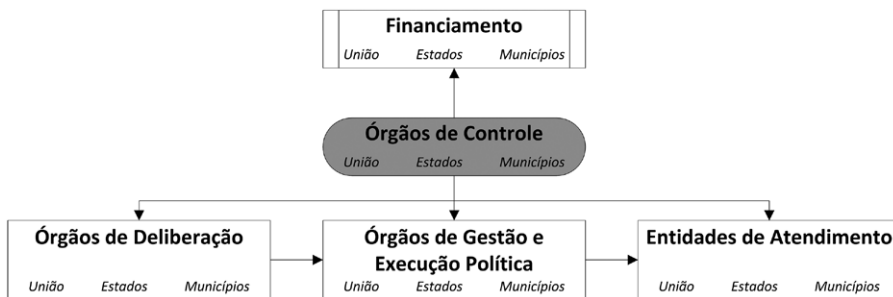 Financiamento
União Estados Municípios
Órgãos de Controle
União Estados Municípios
Órgãos de Deliberação
União Estados Municípios
Órgãos de Gestão e
Execução Política
União Estados Municípios
Entidades de Atendimento
União Estados Municípios